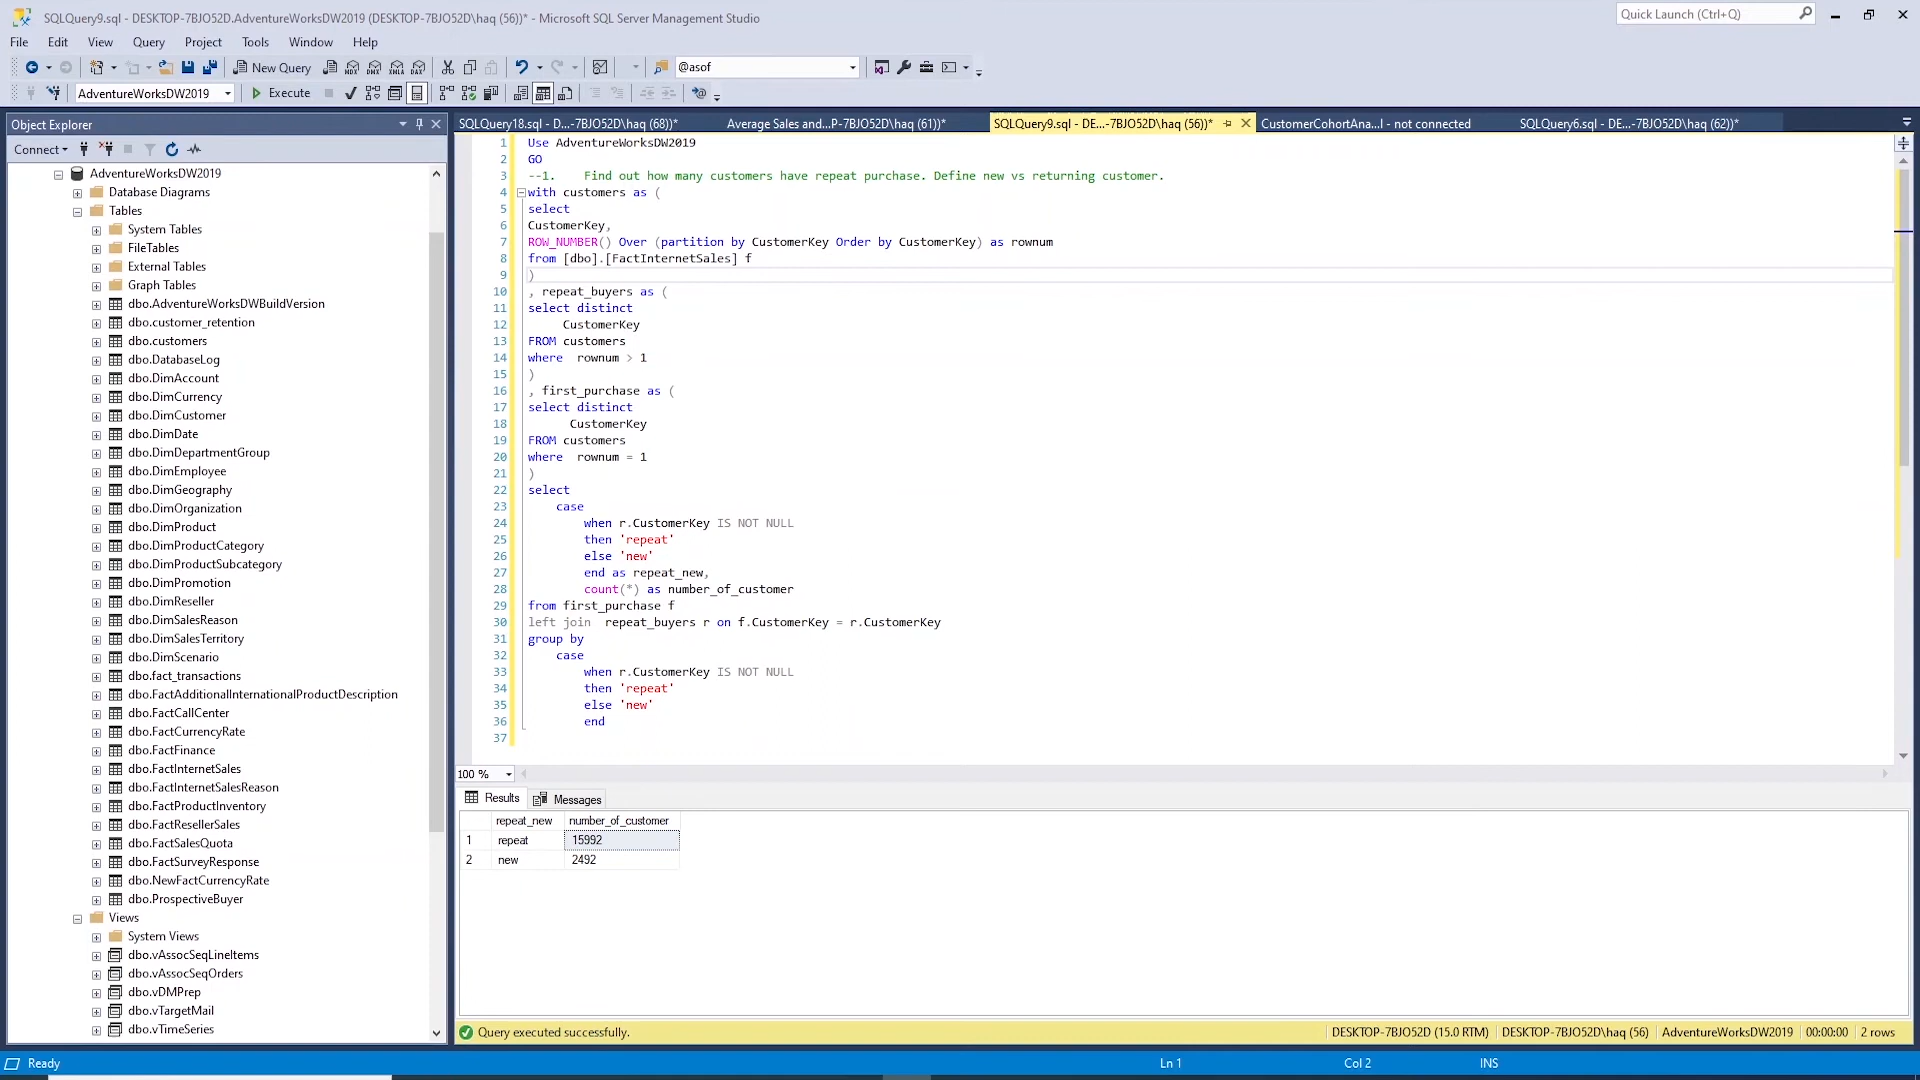 SQLQuery9.sql - DESKTOP-7BJO52D.AdventureWorksDW2019 (DESKTOP-7BJO52D\haq (56))* - Microsoft SQL Server Management Studio
Quick Launch (Ctrl+Q)
File Edit View Query Project Tools Window Help
New Query
MDX DMX XMLA DAX
@asof
AdventureWorksDW2019
Execute
Object Explorer
SQLQuery18.sql - D...-7BJO52D\haq (68))*
Average Sales and...P-7BJO52D\haq (61))*
SQLQuery9.sql - DE...-7BJO52D\haq (56))*
CustomerCohortAna...l - not connected
SQLQuery6.sql - DE...-7BJO52D\haq (62))*
Connect
AdventureWorksDW2019
Database Diagrams
Tables
System Tables
FileTables
External Tables
Graph Tables
dbo.AdventureWorksDWBuildVersion
dbo.customer_retention
dbo.customers
dbo.DatabaseLog
dbo.DimAccount
dbo.DimCurrency
dbo.DimCustomer
dbo.DimDate
dbo.DimDepartmentGroup
dbo.DimEmployee
dbo.DimGeography
dbo.DimOrganization
dbo.DimProduct
dbo.DimProductCategory
dbo.DimProductSubcategory
dbo.DimPromotion
dbo.DimReseller
dbo.DimSalesReason
dbo.DimSalesTerritory
dbo.DimScenario
dbo.fact_transactions
dbo.FactAdditionalInternationalProductDescription
dbo.FactCallCenter
dbo.FactCurrencyRate
dbo.FactFinance
dbo.FactInternetSales
dbo.FactInternetSalesReason
dbo.FactProductInventory
dbo.FactResellerSales
dbo.FactSalesQuota
dbo.FactSurveyResponse
dbo.NewFactCurrencyRate
dbo.ProspectiveBuyer
Views
System Views
dbo.vAssocSeqLineItems
dbo.vAssocSeqOrders
dbo.vDMPrep
dbo.vTargetMail
dbo.vTimeSeries
1 Use AdventureWorksDW2019
2 GO
3 --1.    Find out how many customers have repeat purchase. Define new vs returning customer.
4 with customers as (
5 select
6 CustomerKey,
7 ROW_NUMBER() Over (partition by CustomerKey Order by CustomerKey) as rownum
8 from [dbo].[FactInternetSales] f
9 )
10 , repeat_buyers as (
11 select distinct
12      CustomerKey
13 FROM customers
14 where  rownum > 1
15 )
16 , first_purchase as (
17 select distinct
18       CustomerKey
19 FROM customers
20 where  rownum = 1
21 )
22 select
23     case
24         when r.CustomerKey IS NOT NULL
25         then 'repeat'
26         else 'new'
27         end as repeat_new,
28         count(*) as number_of_customer
29 from first_purchase f
30 left join  repeat_buyers r on f.CustomerKey = r.CustomerKey
31 group by
32     case
33         when r.CustomerKey IS NOT NULL
34         then 'repeat'
35         else 'new'
36         end
37
100 %
Results Messages
repeat_new number_of_customer
1 repeat 15992
2 new 2492
Query executed successfully.
DESKTOP-7BJO52D (15.0 RTM) DESKTOP-7BJO52D\haq (56) AdventureWorksDW2019 00:00:00 2 rows
Ready Ln 1 Col 2 INS